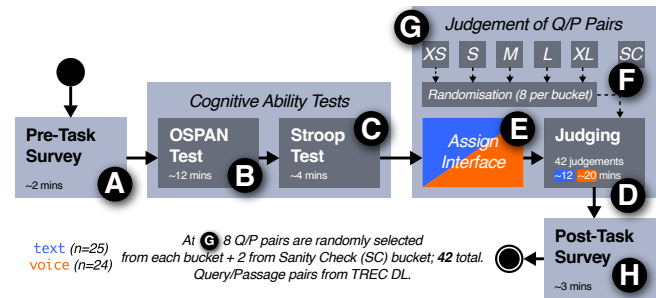 G
Judgement of Q/P Pairs
XS S M L XL SC
F
Randomisation (8 per bucket)
Cognitive Ability Tests
Pre-Task
Survey
~2 mins
A
OSPAN
Test
~12 mins
B
Stroop
Test
~4 mins
C
Assign
Interface
E
Judging
42 judgements
~12 ~20 mins
D
text (n=25)
voice (n=24)
At G 8 Q/P pairs are randomly selected
from each bucket + 2 from Sanity Check (SC) bucket; 42 total.
Query/Passage pairs from TREC DL.
Post-Task
Survey
~3 mins
H